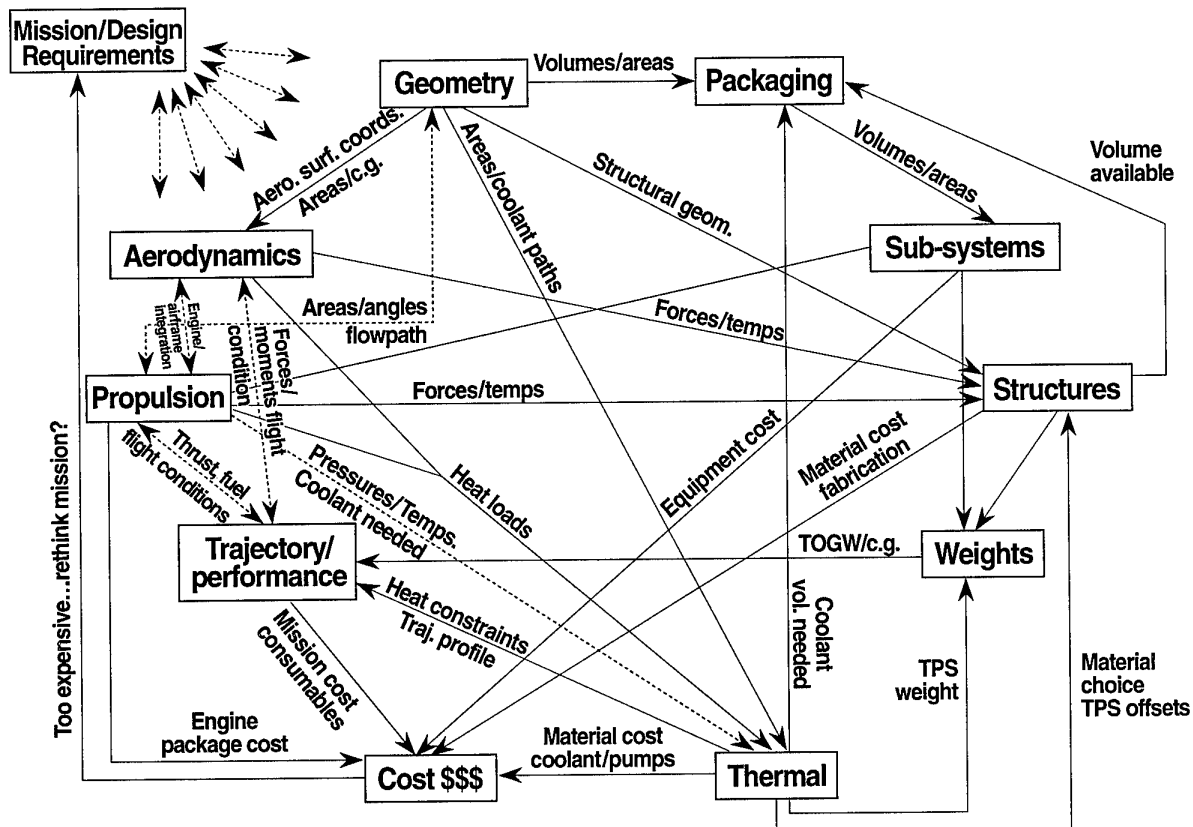 Mission/Design
Requirements
Geometry
Volumes/areas
Packaging
Aero. surf. coords.
Areas/c.g.
Areas/coolant paths
Structural geom.
Volumes/areas
Volume
available
Aerodynamics
Sub-systems
Engine/
airframe
integration
Areas/angles
flowpath
Forces/
moments flight
condition
Forces/temps
Propulsion
Forces/temps
Structures
Too expensive...rethink mission?
Thrust, fuel
flight conditions
Pressures/Temps.
Coolant needed
Heat loads
Equipment cost
Material cost
fabrication
Trajectory/
performance
TOGW/c.g.
Weights
Heat constraints
Traj. profile
Coolant
vol. needed
Mission cost
consumables
TPS
weight
Material
choice
TPS offsets
Engine
package cost
Material cost
coolant/pumps
Cost $$$
Thermal